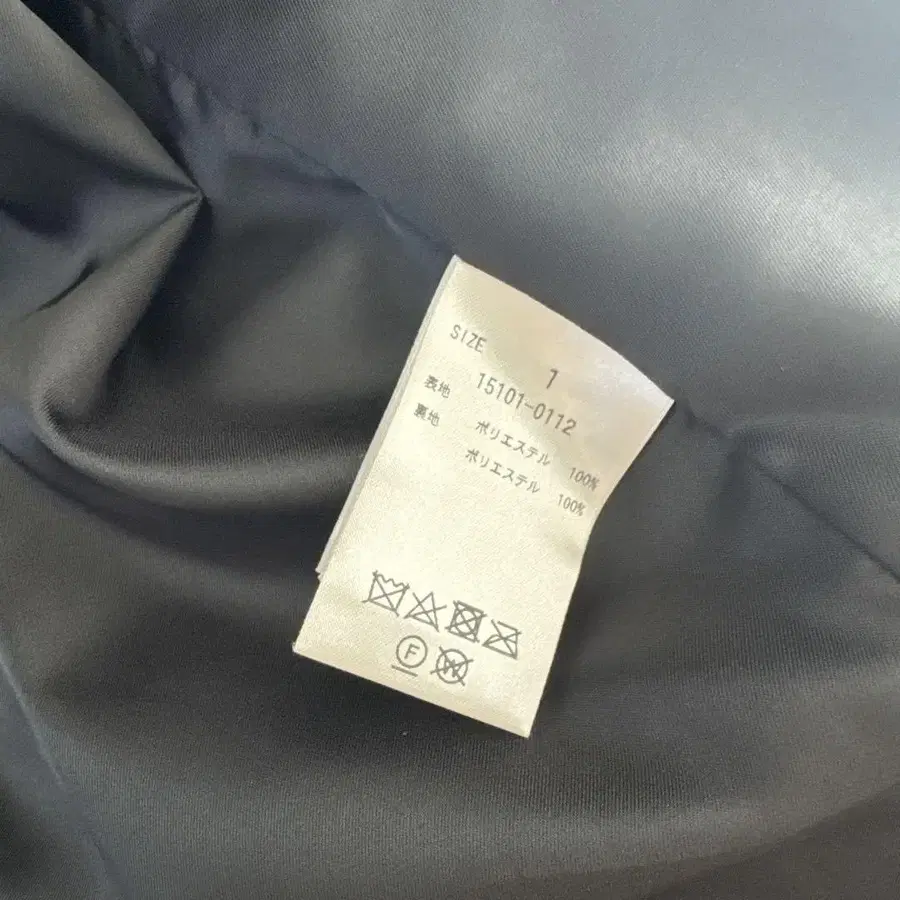 SIZE 1
15101-0112
表地 ポリエステル 100%
裏地 ポリエステル 100%
F W